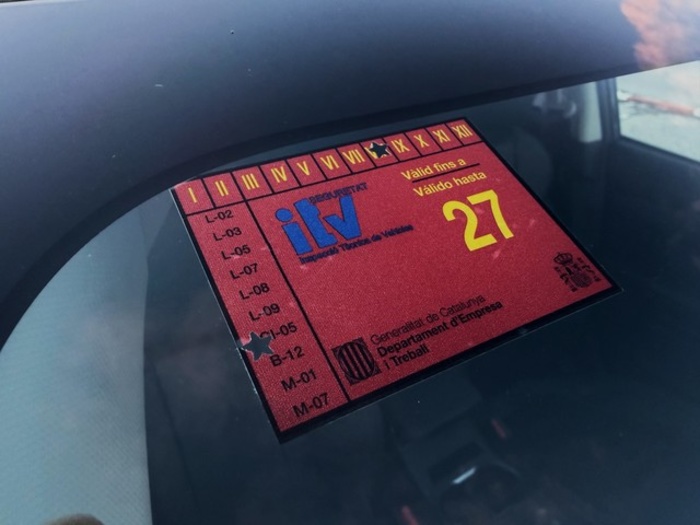 I II III IV V VI VII IX X XI XII
L-02
L-03
L-05
L-07
L-08
L-09
B-12
M-01
M-07
SEGURETAT
itv
Inspecció Tècnica de Vehicles
Vàlid fins a
Válido hasta
27
Generalitat de Catalunya
Departament d'Empresa
i Treball